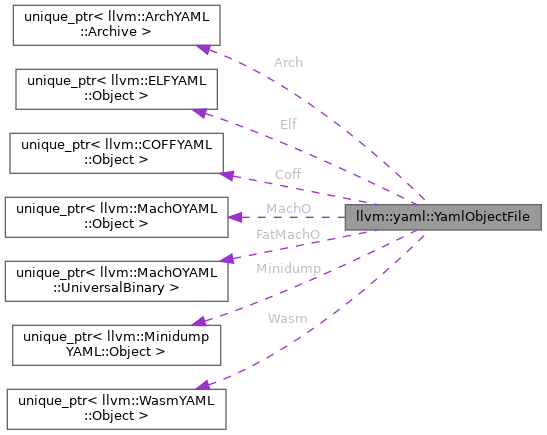 unique_ptr< llvm::ArchYAML
::Archive >
Arch
unique_ptr< llvm::ELFYAML
::Object >
Elf
unique_ptr< llvm::COFFYAML
::Object >
Coff
unique_ptr< llvm::MachOYAML
::Object >
MachO
llvm::yaml::YamlObjectFile
FatMachO
unique_ptr< llvm::MachOYAML
::UniversalBinary >
Minidump
unique_ptr< llvm::Minidump
YAML::Object >
Wasm
unique_ptr< llvm::WasmYAML
::Object >